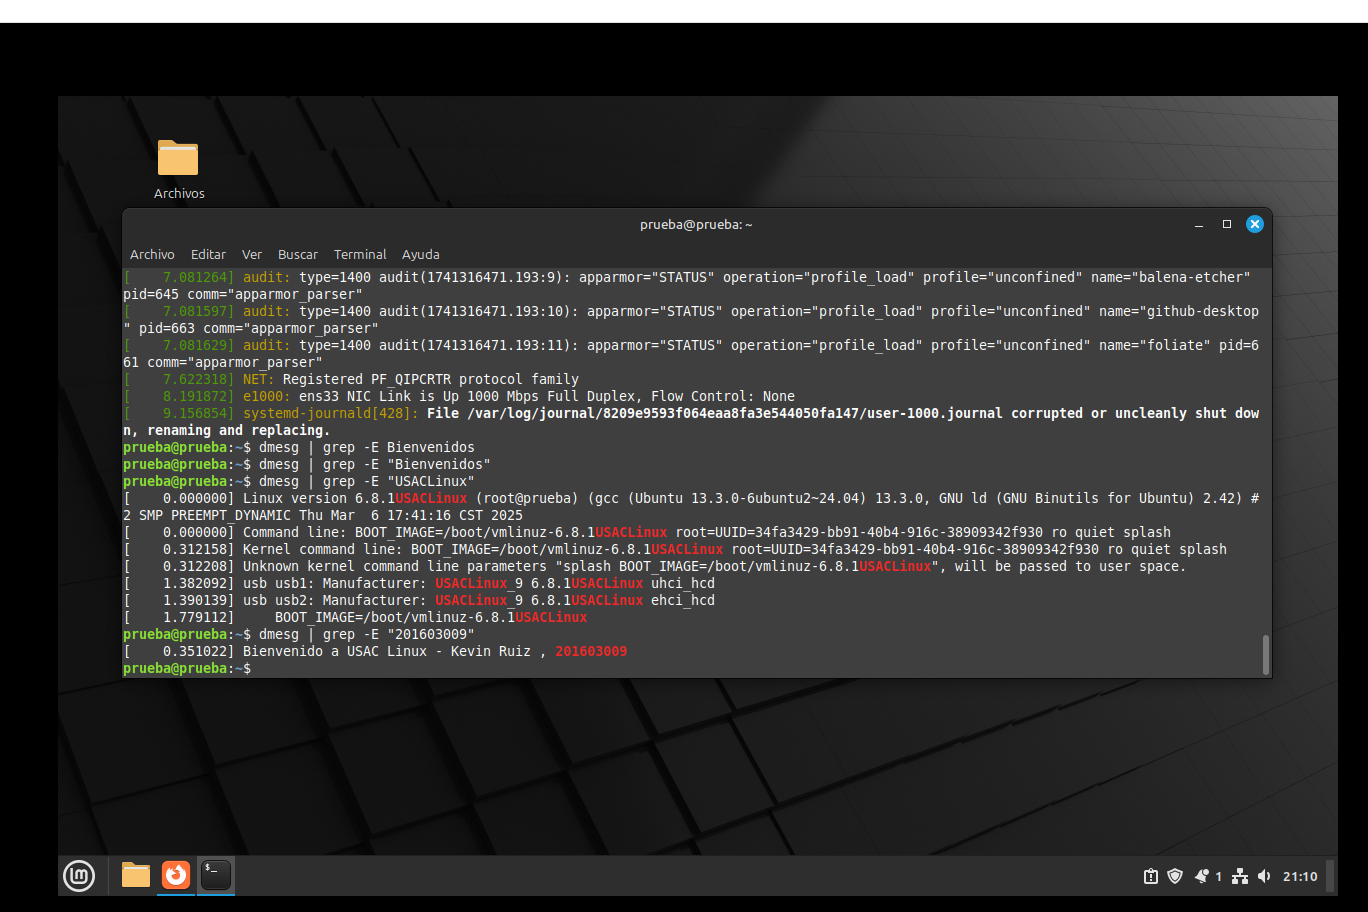 Archivos
prueba@prueba: ~
Archivo Editar Ver Buscar Terminal Ayuda
[    7.081264] audit: type=1400 audit(1741316471.193:9): apparmor="STATUS" operation="profile_load" profile="unconfined" name="balena-etcher"
pid=645 comm="apparmor_parser"
[    7.081597] audit: type=1400 audit(1741316471.193:10): apparmor="STATUS" operation="profile_load" profile="unconfined" name="github-desktop
" pid=663 comm="apparmor_parser"
[    7.081629] audit: type=1400 audit(1741316471.193:11): apparmor="STATUS" operation="profile_load" profile="unconfined" name="foliate" pid=6
61 comm="apparmor_parser"
[    7.622318] NET: Registered PF_QIPCRTR protocol family
[    8.191872] e1000: ens33 NIC Link is Up 1000 Mbps Full Duplex, Flow Control: None
[    9.156854] systemd-journald[428]: File /var/log/journal/8209e9593f064eaa8fa3e544050fa147/user-1000.journal corrupted or uncleanly shut dow
n, renaming and replacing.
prueba@prueba:~$ dmesg | grep -E Bienvenidos
prueba@prueba:~$ dmesg | grep -E "Bienvenidos"
prueba@prueba:~$ dmesg | grep -E "USACLinux"
[    0.000000] Linux version 6.8.1USACLinux (root@prueba) (gcc (Ubuntu 13.3.0-6ubuntu2~24.04) 13.3.0, GNU ld (GNU Binutils for Ubuntu) 2.42) #
2 SMP PREEMPT_DYNAMIC Thu Mar  6 17:41:16 CST 2025
[    0.000000] Command line: BOOT_IMAGE=/boot/vmlinuz-6.8.1USACLinux root=UUID=34fa3429-bb91-40b4-916c-38909342f930 ro quiet splash
[    0.312158] Kernel command line: BOOT_IMAGE=/boot/vmlinuz-6.8.1USACLinux root=UUID=34fa3429-bb91-40b4-916c-38909342f930 ro quiet splash
[    0.312208] Unknown kernel command line parameters "splash BOOT_IMAGE=/boot/vmlinuz-6.8.1USACLinux", will be passed to user space.
[    1.382092] usb usb1: Manufacturer: USACLinux_9 6.8.1USACLinux uhci_hcd
[    1.390139] usb usb2: Manufacturer: USACLinux_9 6.8.1USACLinux ehci_hcd
[    1.779112]     BOOT_IMAGE=/boot/vmlinuz-6.8.1USACLinux
prueba@prueba:~$ dmesg | grep -E "201603009"
[    0.351022] Bienvenido a USAC Linux - Kevin Ruiz , 201603009
prueba@prueba:~$
$_
1 21:10